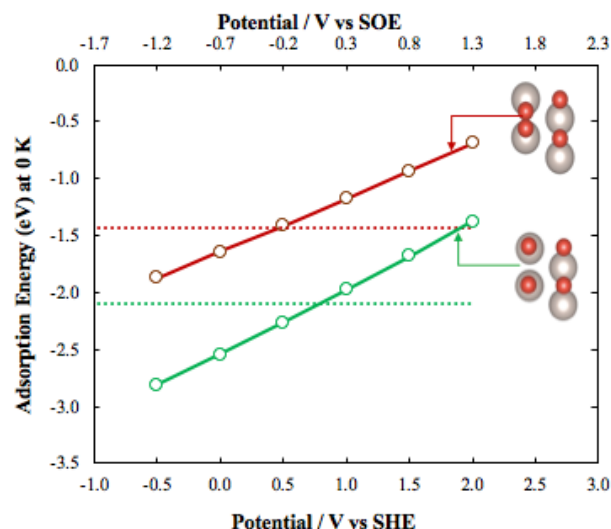 Potential / V vs SOE
-1.7 -1.2 -0.7 -0.2 0.3 0.8 1.3 1.8 2.3
0.0
-0.5
-1.0
-1.5
-2.0
-2.5
-3.0
-3.5
Adsorption Energy (eV) at 0 K
-1.0 -0.5 0.0 0.5 1.0 1.5 2.0 2.5 3.0
Potential / V vs SHE